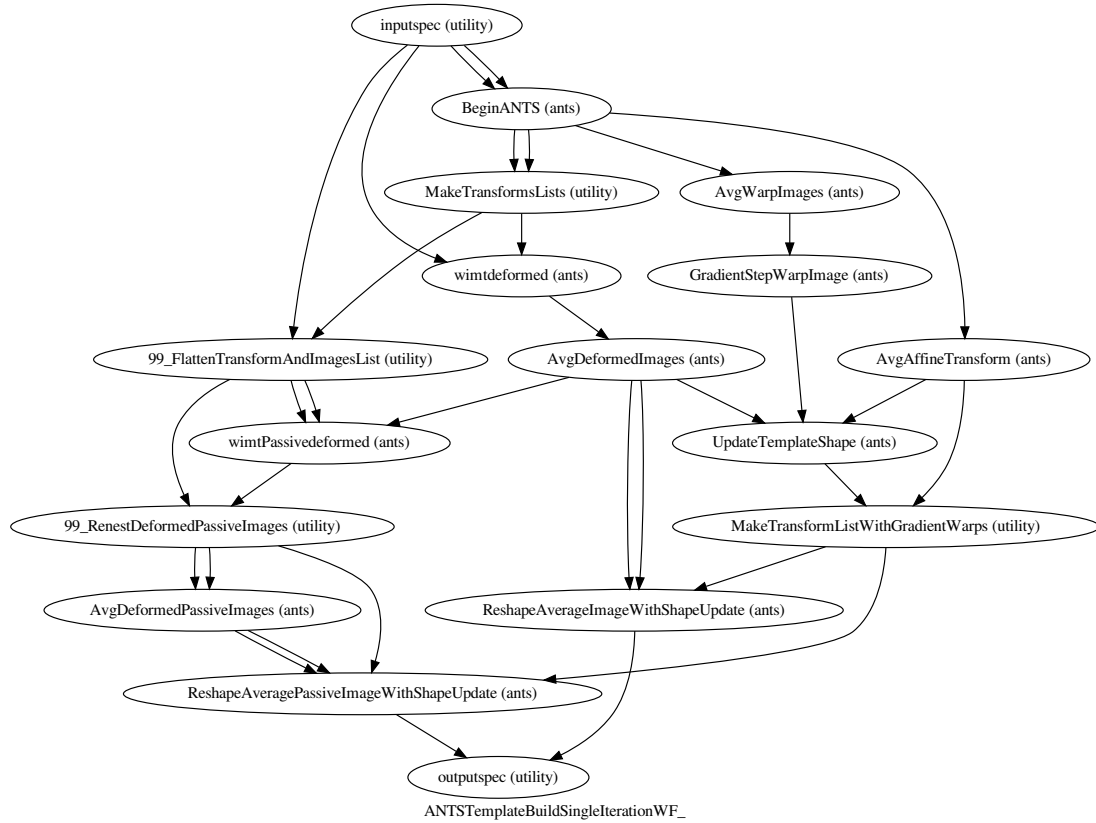 inputspec (utility)
BeginANTS (ants)
MakeTransformsLists (utility)
AvgWarpImages (ants)
wimtdeformed (ants)
GradientStepWarpImage (ants)
99_FlattenTransformAndImagesList (utility)
AvgDeformedImages (ants)
AvgAffineTransform (ants)
wimtPassivedeformed (ants)
UpdateTemplateShape (ants)
99_RenestDeformedPassiveImages (utility)
MakeTransformListWithGradientWarps (utility)
AvgDeformedPassiveImages (ants)
ReshapeAverageImageWithShapeUpdate (ants)
ReshapeAveragePassiveImageWithShapeUpdate (ants)
outputspec (utility)
ANTSTemplateBuildSingleIterationWF_